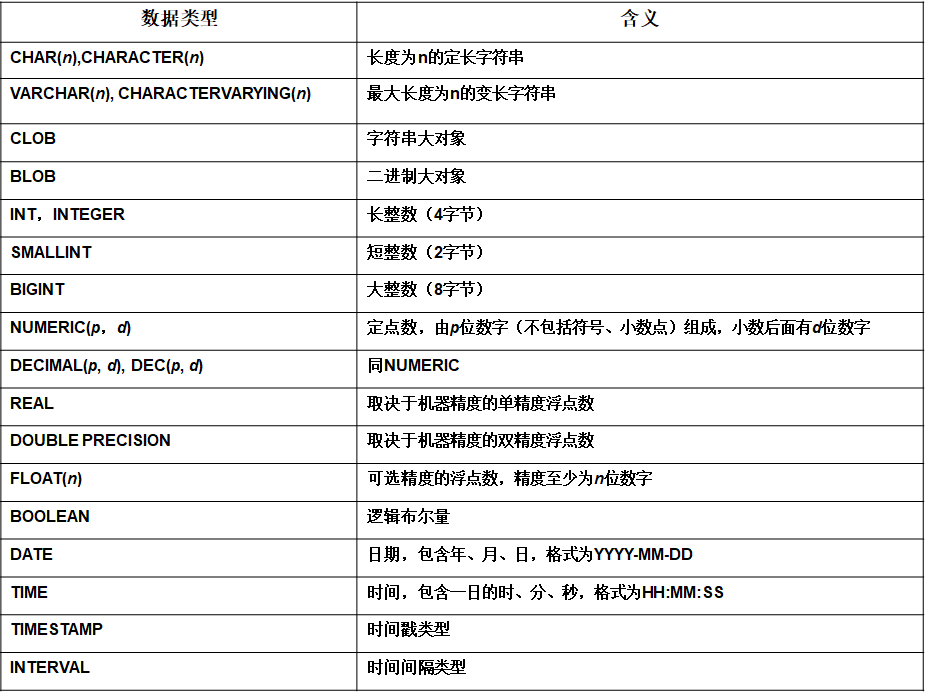 数据类型 含义
CHAR(n),CHARACTER(n) 长度为n的定长字符串
VARCHAR(n), CHARACTERVARYING(n) 最大长度为n的变长字符串
CLOB 字符串大对象
BLOB 二进制大对象
INT，INTEGER 长整数（4字节）
SMALLINT 短整数（2字节）
BIGINT 大整数（8字节）
NUMERIC(p，d) 定点数，由p位数字（不包括符号、小数点）组成，小数后面有d位数字
DECIMAL(p, d), DEC(p, d) 同NUMERIC
REAL 取决于机器精度的单精度浮点数
DOUBLE PRECISION 取决于机器精度的双精度浮点数
FLOAT(n) 可选精度的浮点数，精度至少为n位数字
BOOLEAN 逻辑布尔量
DATE 日期，包含年、月、日，格式为YYYY-MM-DD
TIME 时间，包含一日的时、分、秒，格式为HH:MM:SS
TIMESTAMP 时间戳类型
INTERVAL 时间间隔类型